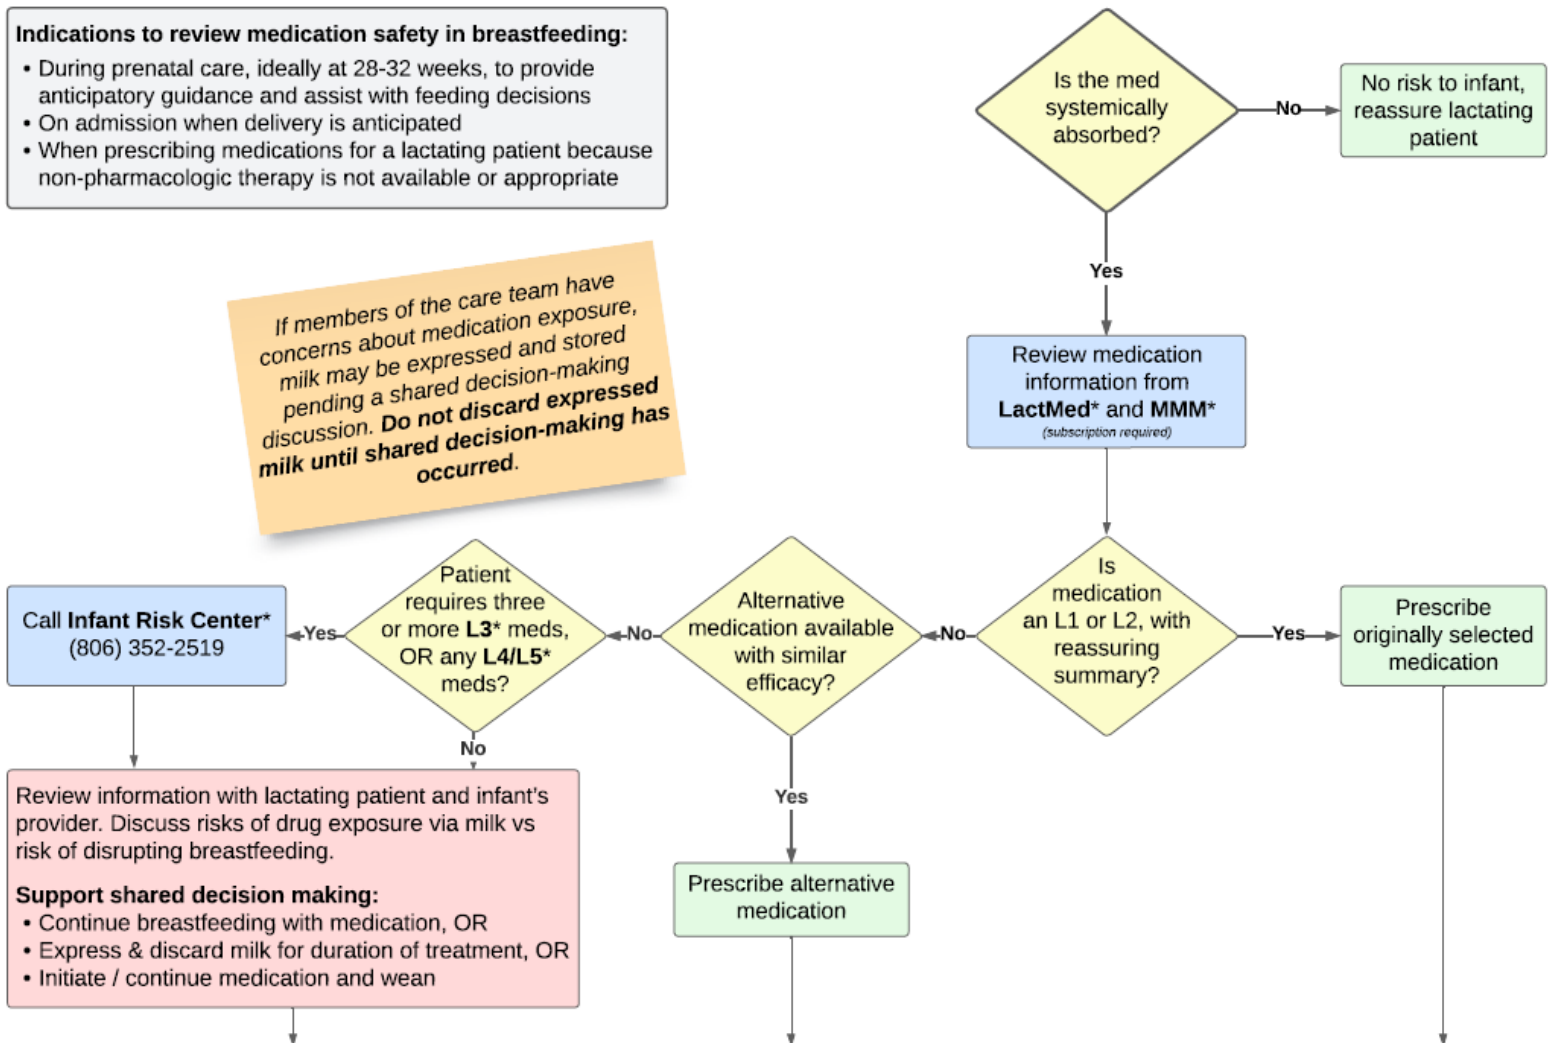 Indications to review medication safety in breastfeeding:
• During prenatal care, ideally at 28-32 weeks, to provide
anticipatory guidance and assist with feeding decisions
• On admission when delivery is anticipated
• When prescribing medications for a lactating patient because
non-pharmacologic therapy is not available or appropriate
Is the med
systemically
absorbed?
No
No risk to infant,
reassure lactating
patient
Yes
If members of the care team have
concerns about medication exposure,
milk may be expressed and stored
pending a shared decision-making
discussion. Do not discard expressed
milk until shared decision-making has
occurred.
Review medication
information from
LactMed* and MMM*
(subscription required)
Is
medication
an L1 or L2, with
reassuring
summary?
Yes
Prescribe
originally selected
medication
No
Alternative
medication available
with similar
efficacy?
No
Patient
requires three
or more L3* meds,
OR any L4/L5*
meds?
Yes
Call Infant Risk Center*
(806) 352-2519
No
Yes
Prescribe alternative
medication
Review information with lactating patient and infant's
provider. Discuss risks of drug exposure via milk vs
risk of disrupting breastfeeding.
Support shared decision making:
• Continue breastfeeding with medication, OR
• Express & discard milk for duration of treatment, OR
• Initiate / continue medication and wean